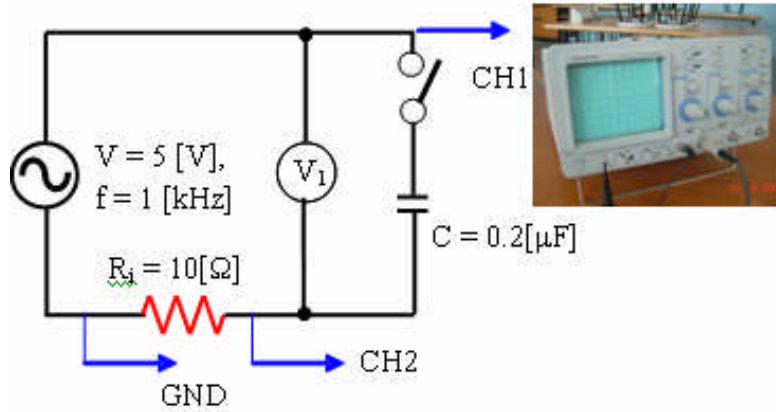 CH1
V = 5 [V],
f = 1 [kHz]
V₁
C = 0.2[µF]
Rᵢ = 10[Ω]
CH2
GND